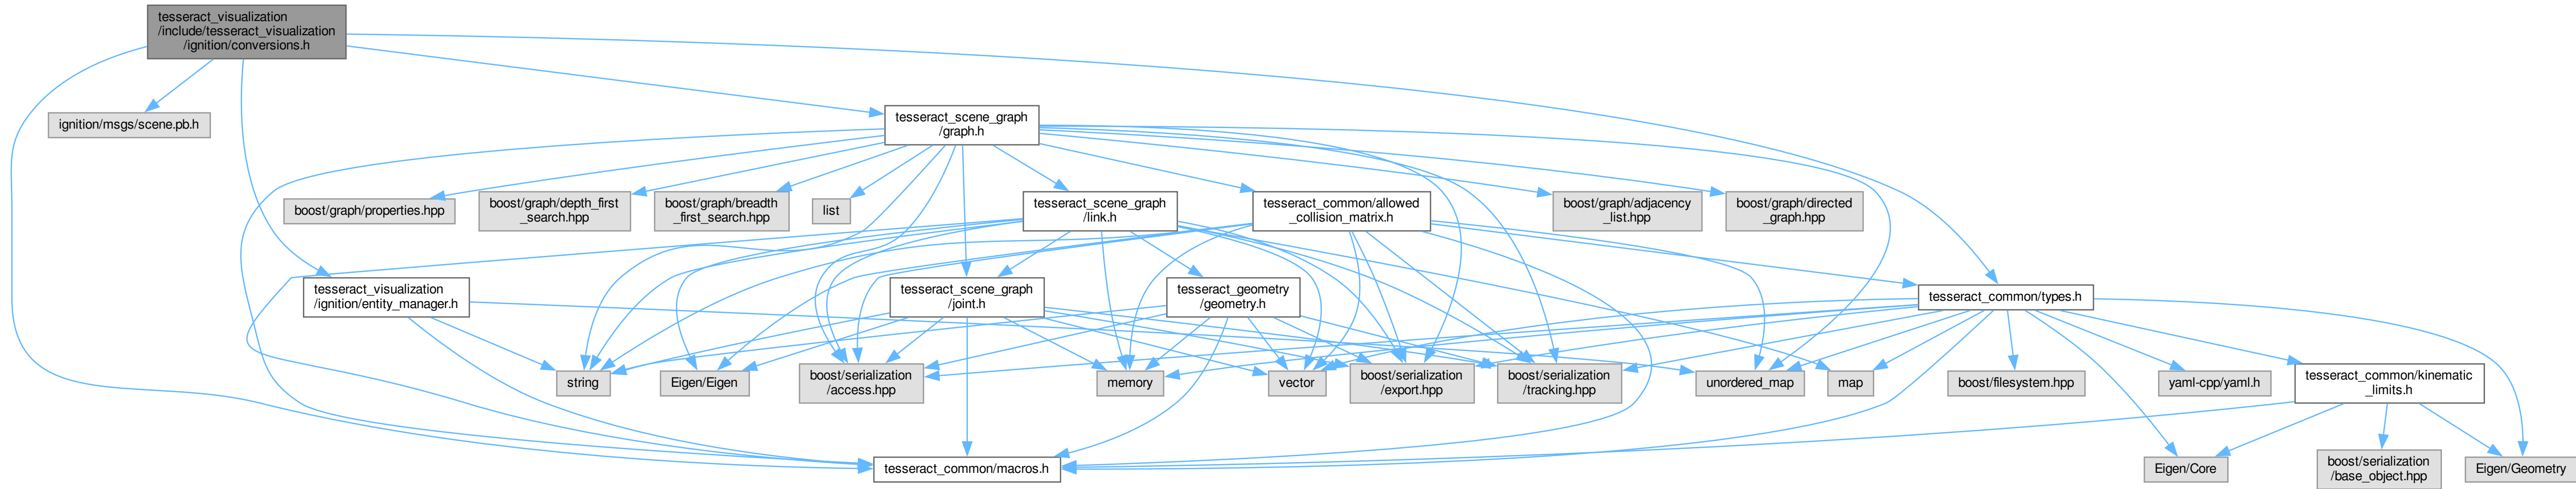 tesseract_visualization
/include/tesseract_visualization
/ignition/conversions.h
ignition/msgs/scene.pb.h
tesseract_scene_graph
/graph.h
boost/graph/properties.hpp
boost/graph/depth_first
_search.hpp
boost/graph/breadth
_first_search.hpp
list
tesseract_scene_graph
/link.h
tesseract_common/allowed
_collision_matrix.h
boost/graph/adjacency
_list.hpp
boost/graph/directed
_graph.hpp
tesseract_visualization
/ignition/entity_manager.h
tesseract_scene_graph
/joint.h
tesseract_geometry
/geometry.h
tesseract_common/types.h
string
Eigen/Eigen
boost/serialization
/access.hpp
memory
vector
boost/serialization
/export.hpp
boost/serialization
/tracking.hpp
unordered_map
map
boost/filesystem.hpp
yaml-cpp/yaml.h
tesseract_common/kinematic
_limits.h
tesseract_common/macros.h
Eigen/Core
boost/serialization
/base_object.hpp
Eigen/Geometry